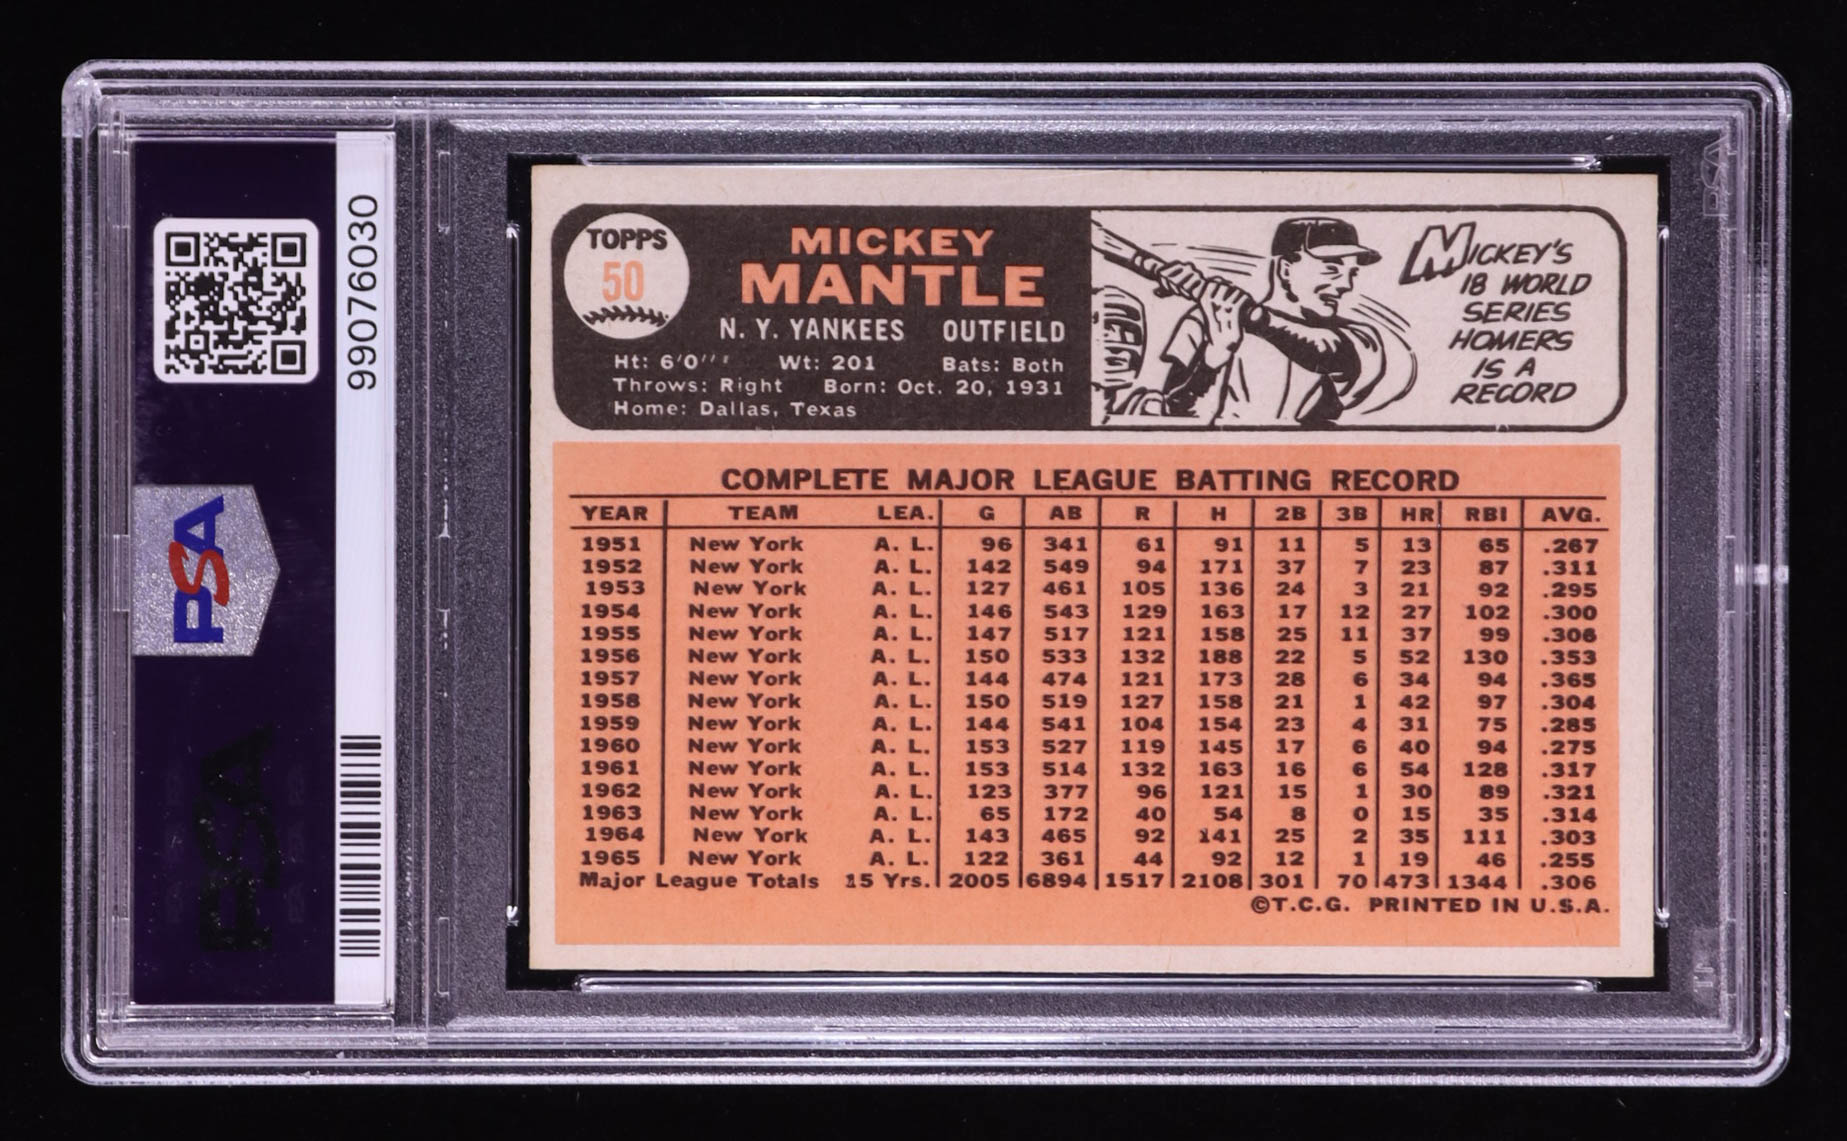 99076030
PSA
PSA
TOPPS
50
MICKEY
MANTLE
N. Y. YANKEES OUTFIELD
Ht: 6'0" Wt: 201 Bats: Both
Throws: Right Born: Oct. 20, 1931
Home: Dallas, Texas
MICKEY'S
18 WORLD
SERIES
HOMERS
IS A
RECORD
COMPLETE MAJOR LEAGUE BATTING RECORD
YEAR TEAM LEA. G AB R H 2B 3B HR RBI AVG.
1951 New York A. L. 96 341 61 91 11 5 13 65 .267
1952 New York A. L. 142 549 94 171 37 7 23 87 .311
1953 New York A. L. 127 461 105 136 24 3 21 92 .295
1954 New York A. L. 146 543 129 163 17 12 27 102 .300
1955 New York A. L. 147 517 121 158 25 11 37 99 .306
1956 New York A. L. 150 533 132 188 22 5 52 130 .353
1957 New York A. L. 144 474 121 173 28 6 34 94 .365
1958 New York A. L. 150 519 127 158 21 1 42 97 .304
1959 New York A. L. 144 541 104 154 23 4 31 75 .285
1960 New York A. L. 153 527 119 145 17 6 40 94 .275
1961 New York A. L. 153 514 132 163 16 6 54 128 .317
1962 New York A. L. 123 377 96 121 15 1 30 89 .321
1963 New York A. L. 65 172 40 54 8 0 15 35 .314
1964 New York A. L. 143 465 92 141 25 2 35 111 .303
1965 New York A. L. 122 361 44 92 12 1 19 46 .255
Major League Totals 15 Yrs. 2005 6894 1517 2108 301 70 473 1344 .306
©T.C.G. PRINTED IN U.S.A.
PSA